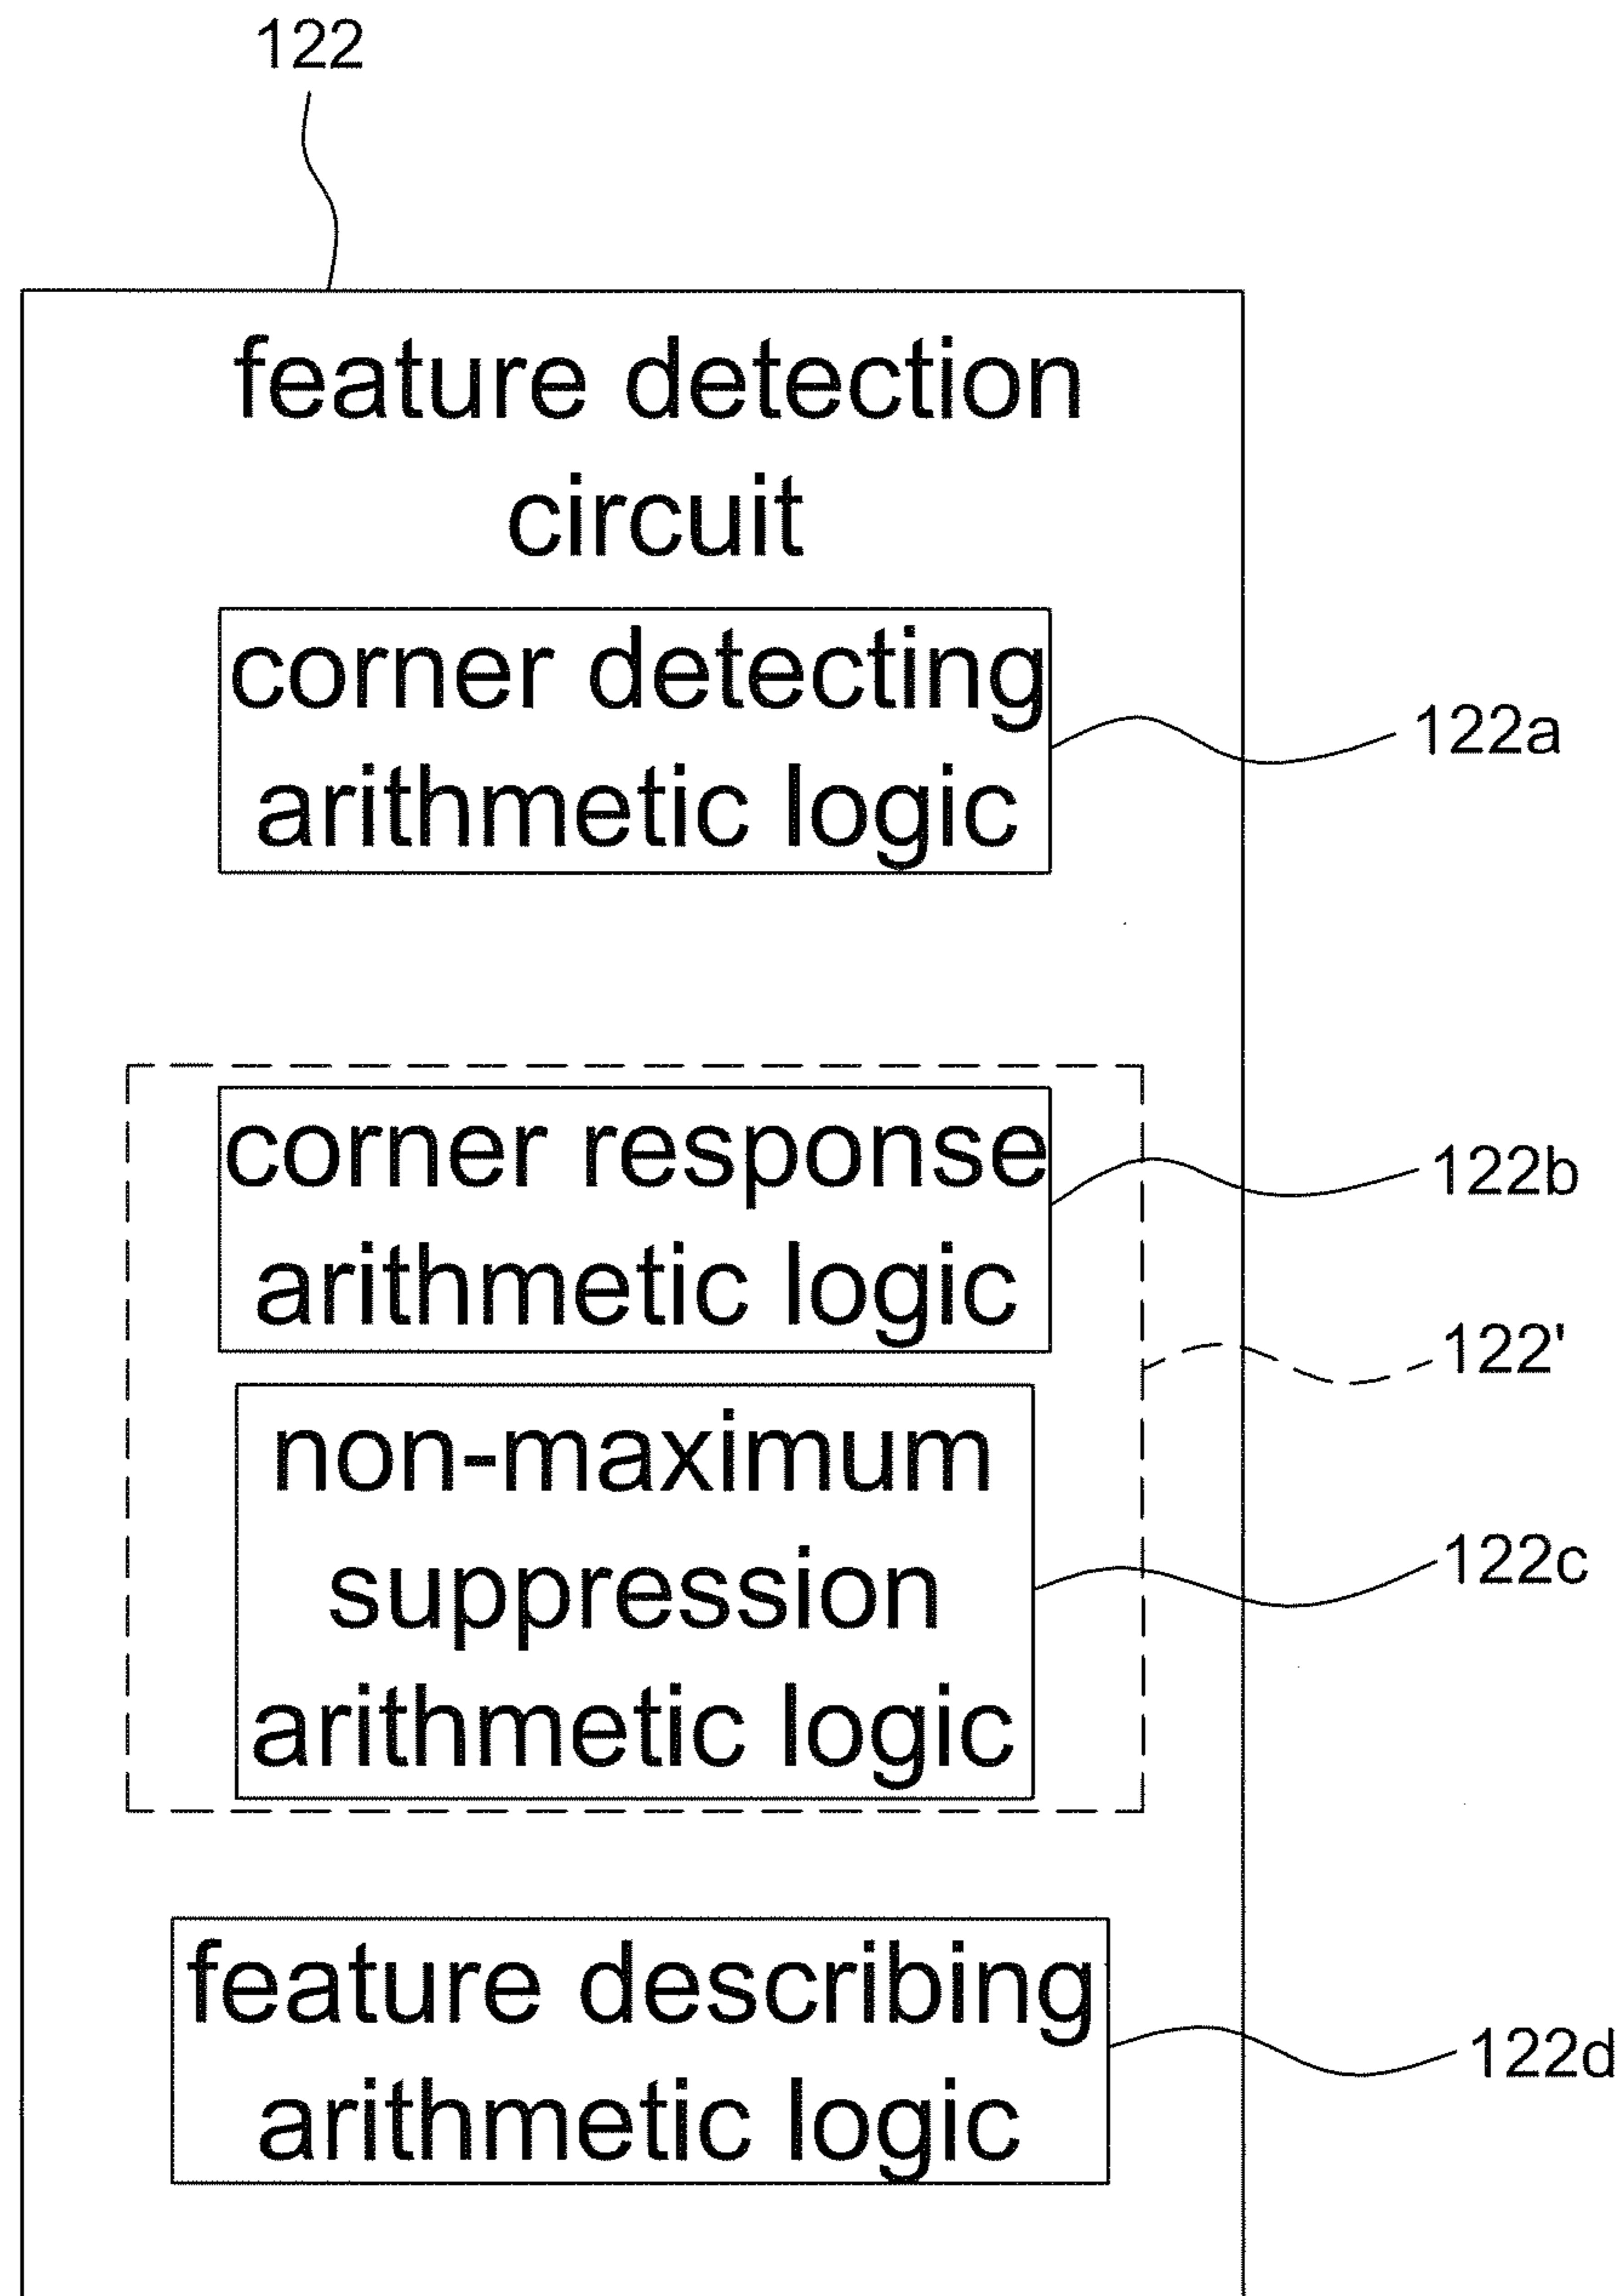 122
feature detection
circuit
corner detecting
arithmetic logic
122a
corner response
arithmetic logic
122b
122'
non-maximum
suppression
arithmetic logic
122c
feature describing
arithmetic logic
122d